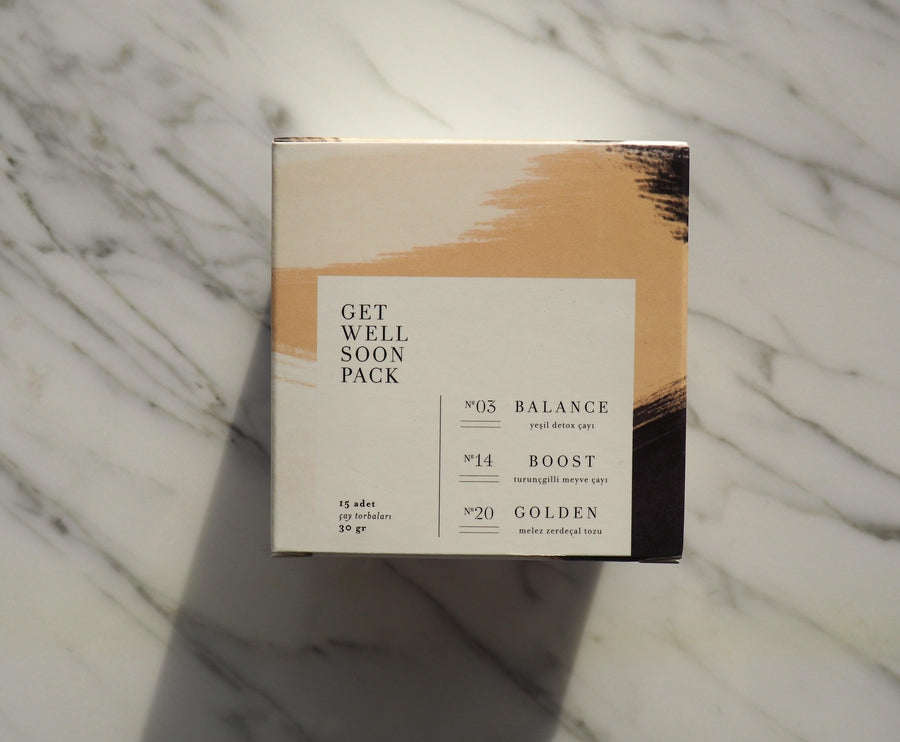 GET
WELL
SOON
PACK
Nº03 BALANCE
yeşil detox çayı
Nº14 BOOST
turunçgilli meyve çayı
Nº20 GOLDEN
melez zerdeçal tozu
15 adet
çay torbaları
30 gr